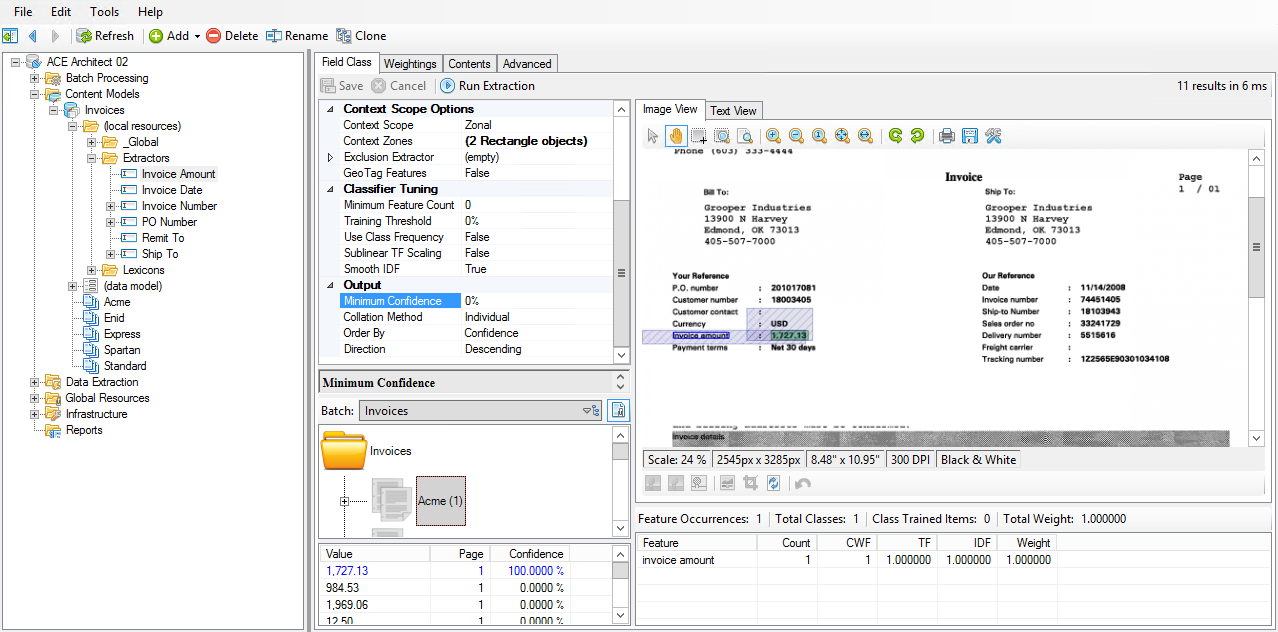 File Edit Tools Help
Refresh Add Delete Rename Clone
ACE Architect 02
Batch Processing
Content Models
Invoices
(local resources)
_Global
Extractors
Invoice Amount
Invoice Date
Invoice Number
PO Number
Remit To
Ship To
Lexicons
(data model)
Acme
Enid
Express
Spartan
Standard
Data Extraction
Global Resources
Infrastructure
Reports
Field Class Weightings Contents Advanced
Save Cancel Run Extraction 11 results in 6 ms
Context Scope Options
Context Scope Zonal
Context Zones (2 Rectangle objects)
Exclusion Extractor (empty)
GeoTag Features False
Classifier Tuning
Minimum Feature Count 0
Training Threshold 0%
Use Class Frequency False
Sublinear TF Scaling False
Smooth IDF True
Output
Minimum Confidence 0%
Collation Method Individual
Order By Confidence
Direction Descending
Minimum Confidence
Batch: Invoices
Invoices
Acme (1)
Value Page Confidence
1,727.13 1 100.0000 %
984.53 1 0.0000 %
1,969.06 1 0.0000 %
12.50 1 0.0000 %
Image View Text View
Phone (603) 333-4444
Invoice Page
1 / 01
Bill To: Ship To:
Grooper Industries Grooper Industries
13900 N Harvey 13900 N Harvey
Edmond, OK 73013 Edmond, OK 73013
405-507-7000 405-507-7000
Your Reference Our Reference
P.O. number : 201017081 Date : 11/14/2008
Customer number : 18003405 Invoice number : 74451405
Customer contact : Ship-to Number : 18103943
Currency : USD Sales order no : 33241729
Invoice amount : 1,727.13 Delivery number : 5515616
Payment terms : Net 30 days Freight carrier :
Tracking number : 1Z2565E90301034108
Invoice details
Scale: 24 % 2545px x 3285px 8.48" x 10.95" 300 DPI Black & White
Feature Occurrences: 1 Total Classes: 1 Class Trained Items: 0 Total Weight: 1.000000
Feature Count CWF TF IDF Weight
invoice amount 1 1 1.000000 1.000000 1.000000